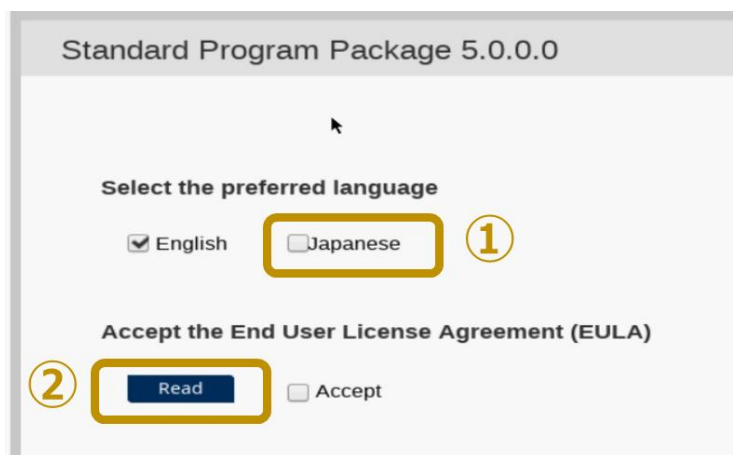 Standard Program Package 5.0.0.0
Select the preferred language
English Japanese ①
Accept the End User License Agreement (EULA)
② Read Accept